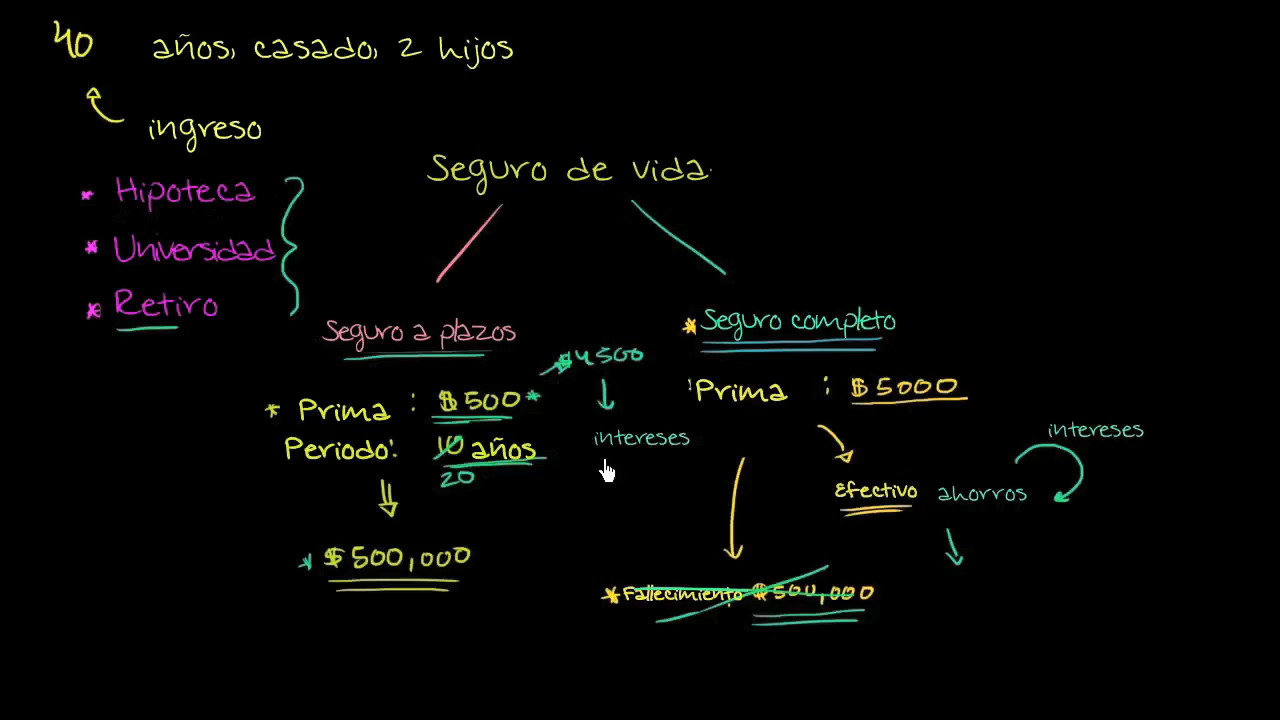 40 años, casado, 2 hijos
ingreso
* Hipoteca
* Universidad
* Retiro
Seguro de vida
Seguro a plazos
* Prima : $500 *
Periodo: 10 años
20
* $500,000
$4500
intereses
* Seguro completo
Prima : $5000
intereses
Efectivo ahorros
* Fallecimiento $500,000